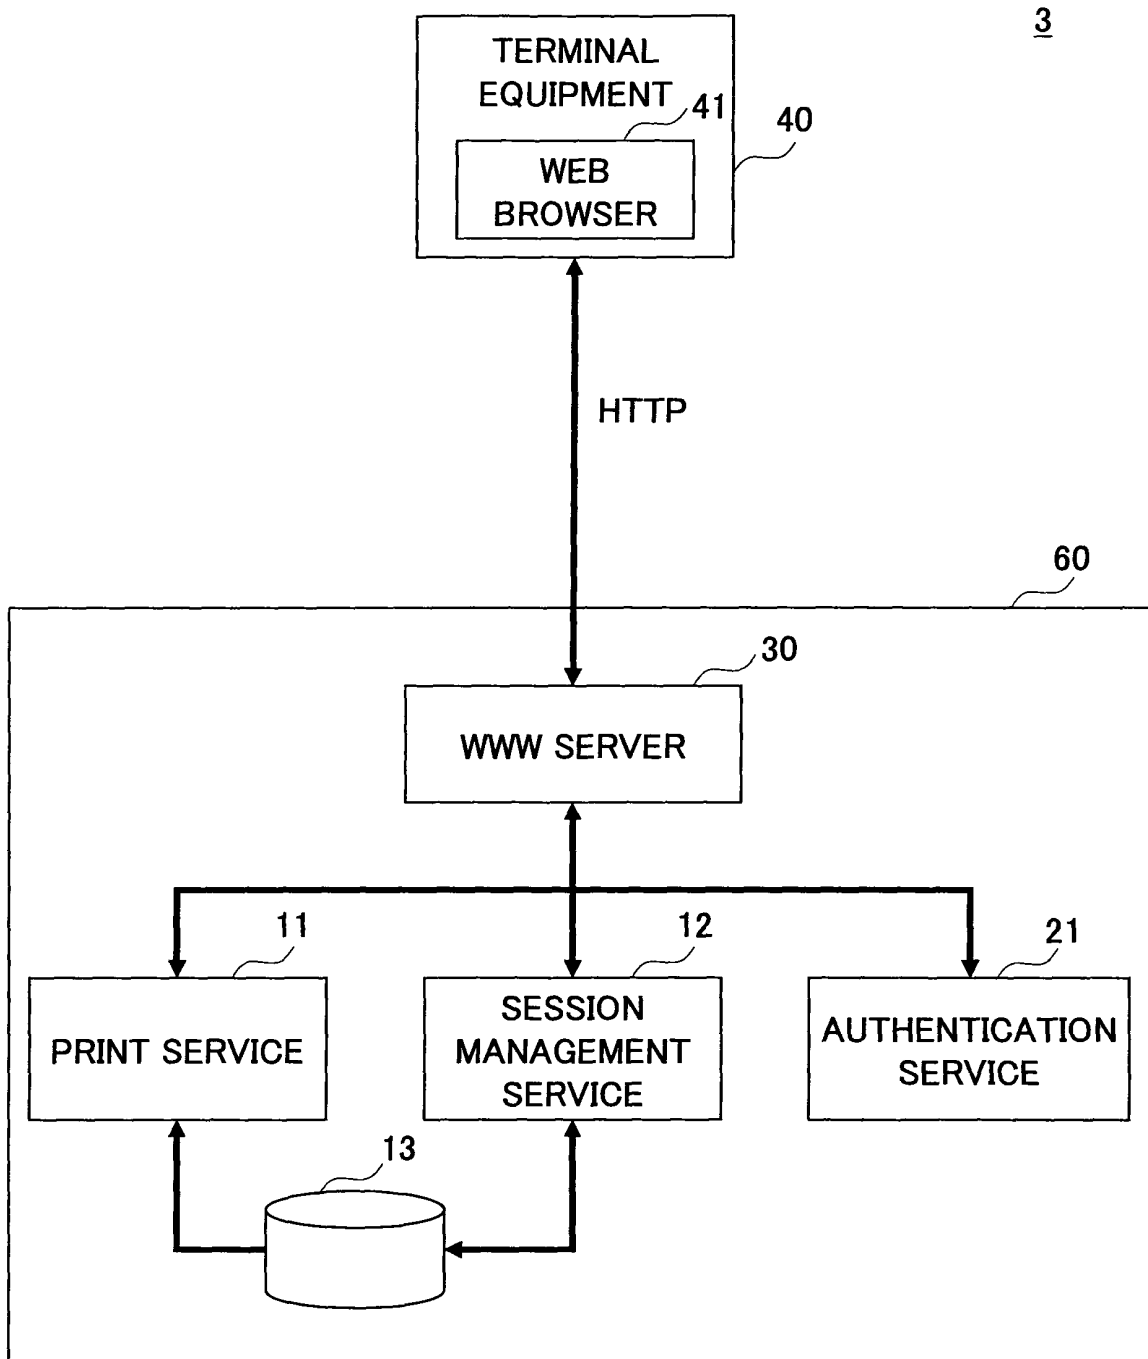 3
TERMINAL
EQUIPMENT
41
40
WEB
BROWSER
HTTP
60
30
WWW SERVER
11
12
21
PRINT SERVICE
SESSION
MANAGEMENT
SERVICE
AUTHENTICATION
SERVICE
13